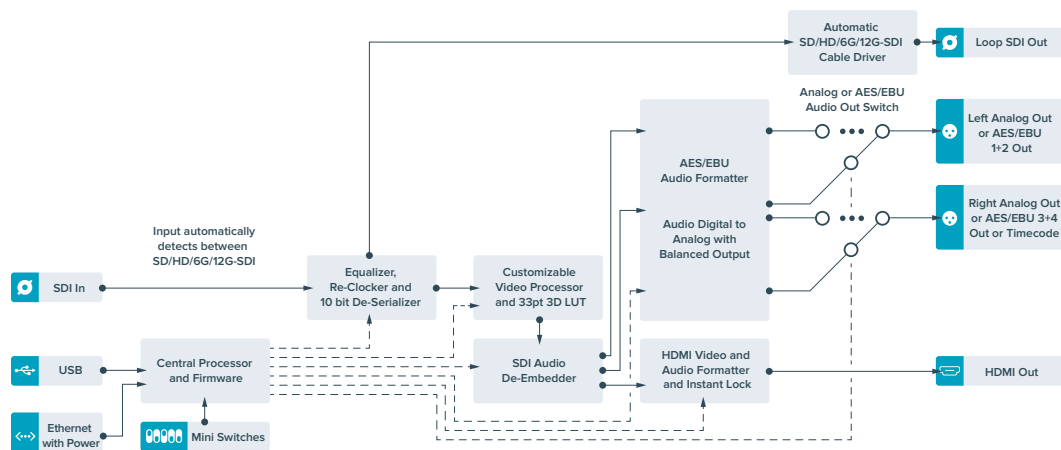 Automatic
SD/HD/6G/12G-SDI
Cable Driver
Loop SDI Out
Analog or AES/EBU
Audio Out Switch
Left Analog Out
or AES/EBU
1+2 Out
AES/EBU
Audio Formatter
Right Analog Out
or AES/EBU 3+4
Out or Timecode
Audio Digital to
Analog with
Balanced Output
Input automatically
detects between
SD/HD/6G/12G-SDI
SDI In
Equalizer,
Re-Clocker and
10 bit De-Serializer
Customizable
Video Processor
and 33pt 3D LUT
USB
Central Processor
and Firmware
SDI Audio
De-Embedder
HDMI Video and
Audio Formatter
and Instant Lock
HDMI Out
Ethernet
with Power
Mini Switches